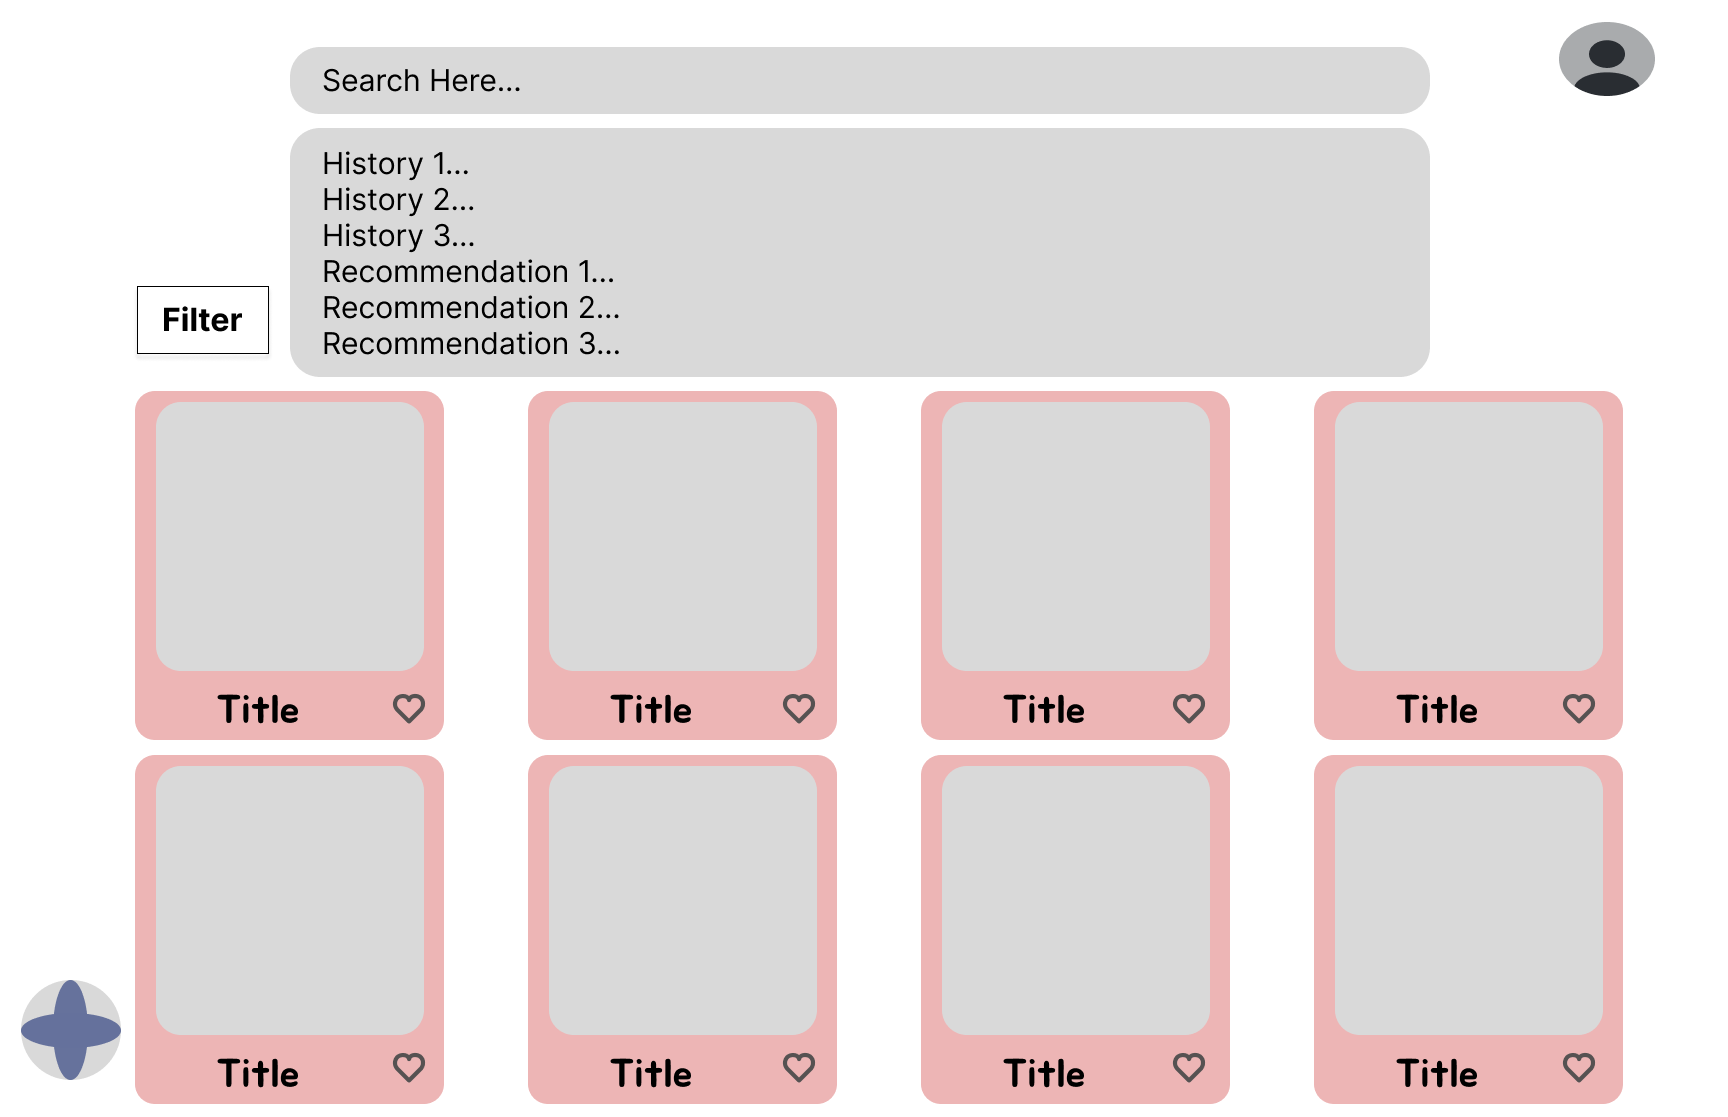 Search Here...
History 1...
History 2...
History 3...
Recommendation 1...
Recommendation 2...
Recommendation 3...
Filter
Title
Title
Title
Title
Title
Title
Title
Title